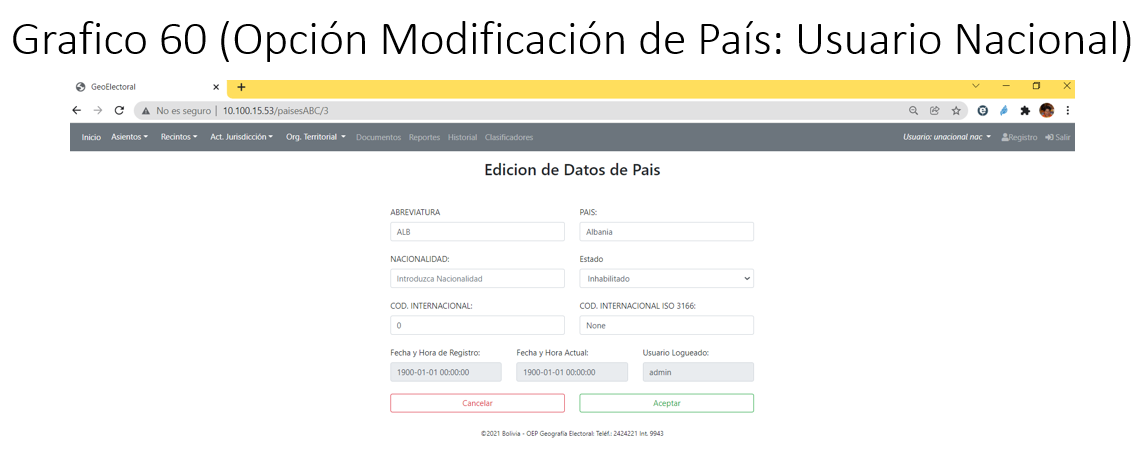 Grafico 60 (Opción Modificación de País: Usuario Nacional)
GeoElectoral
No es seguro | 10.100.15.53/paisesABC/3
Inicio Asientos Recintos Act. Jurisdicción Org. Territorial Documentos Reportes Historial Clasificadores Usuario: unacional nac Registro Salir
Edicion de Datos de Pais
ABREVIATURA PAIS:
ALB Albania
NACIONALIDAD: Estado
Introduzca Nacionalidad Inhabilitado
COD. INTERNACIONAL: COD. INTERNACIONAL ISO 3166:
0 None
Fecha y Hora de Registro: Fecha y Hora Actual: Usuario Logueado:
1900-01-01 00:00:00 1900-01-01 00:00:00 admin
Cancelar Aceptar
©2021 Bolivia - OEP Geografía Electoral: Teléf.: 2424221 Int. 9943